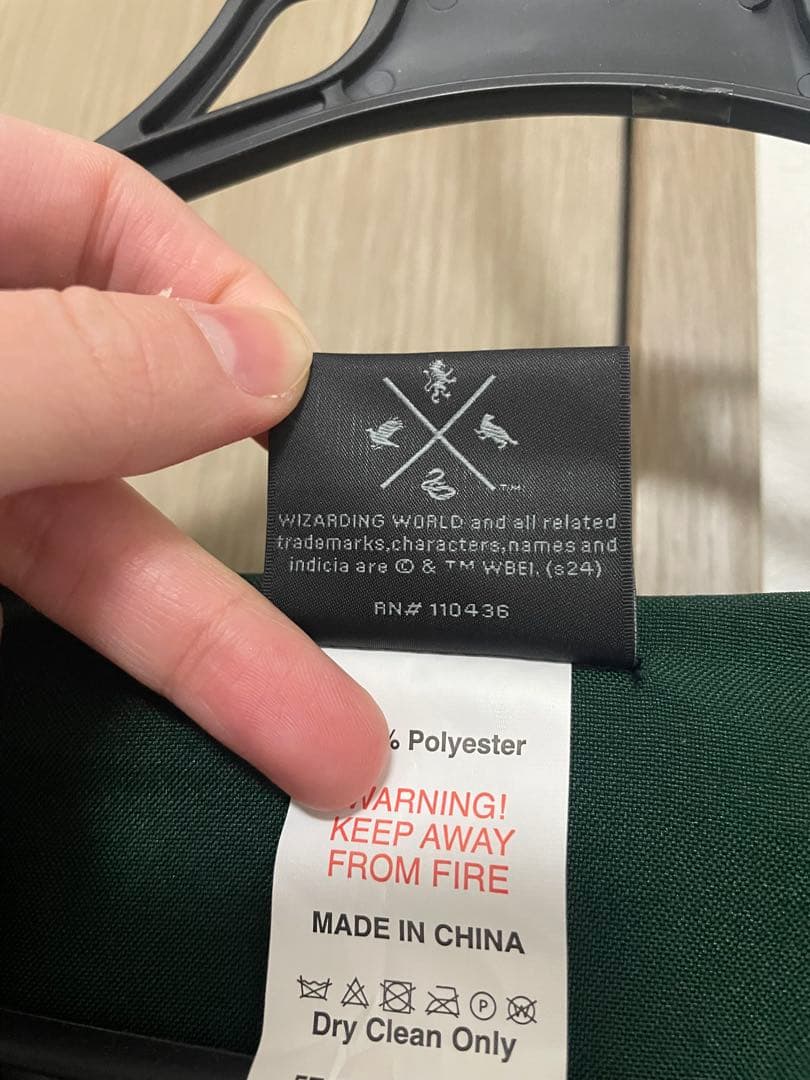 TM
WIZARDING WORLD and all related
trademarks,characters,names and
indicia are © & ™ WBEI. (s24)
RN# 110436
% Polyester
WARNING!
KEEP AWAY
FROM FIRE
MADE IN CHINA
P W
Dry Clean Only